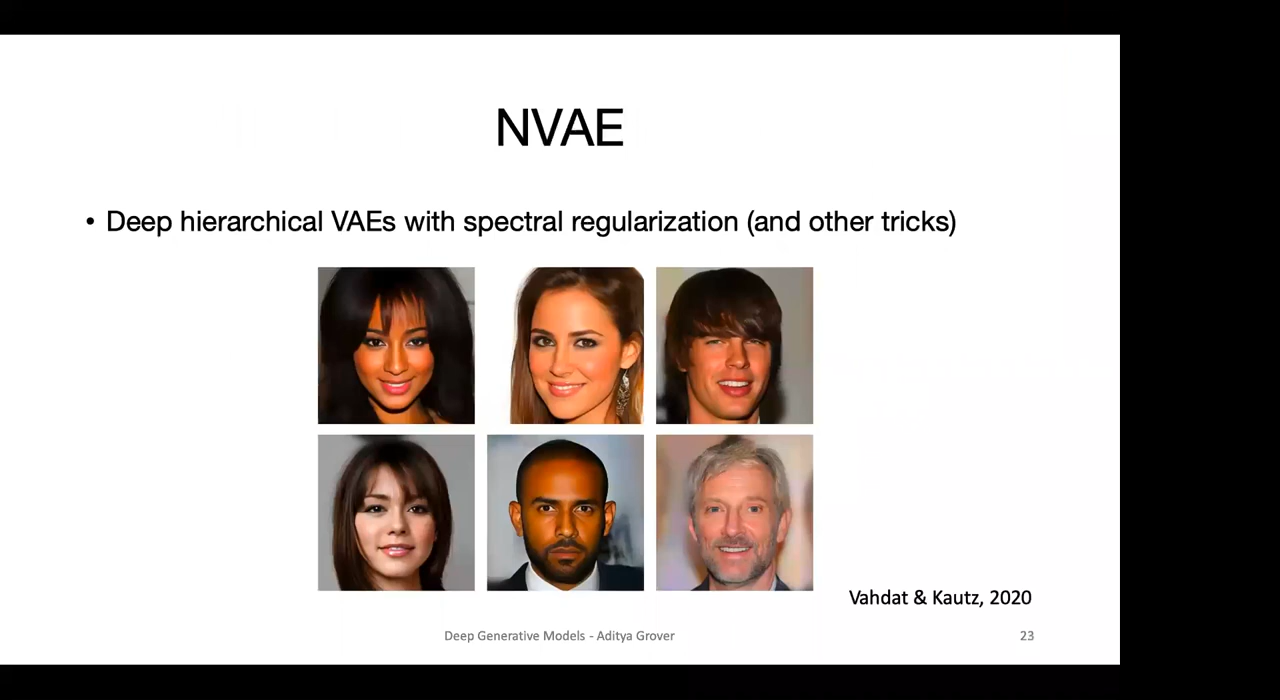 NVAE
• Deep hierarchical VAEs with spectral regularization (and other tricks)
Vahdat & Kautz, 2020
Deep Generative Models - Aditya Grover
23